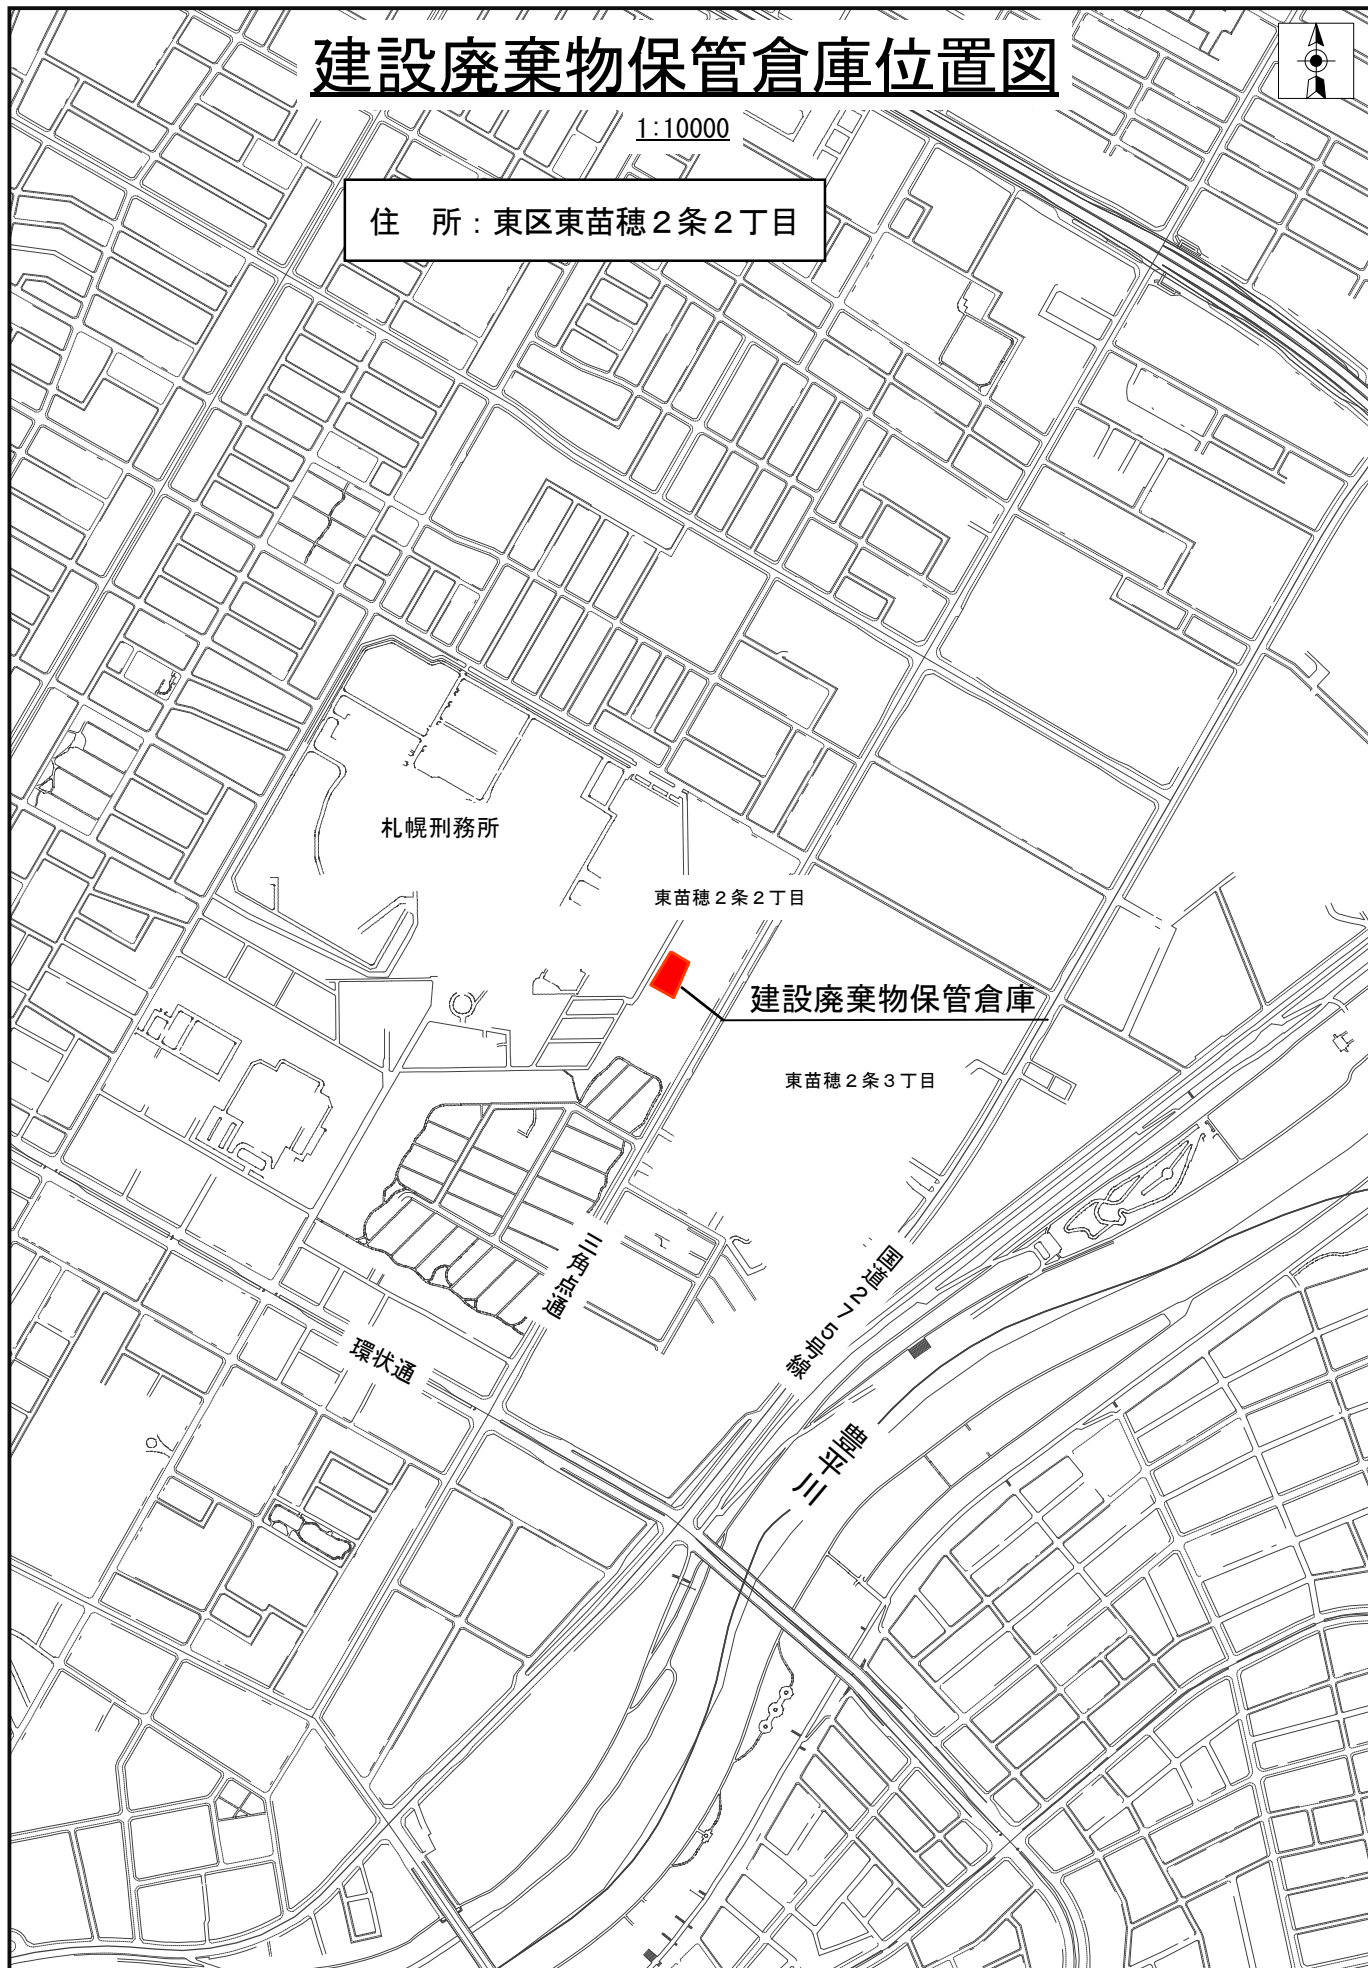 建設廃棄物保管倉庫位置図
1:10000
住　所：東区東苗穂２条２丁目
札幌刑務所
東苗穂２条２丁目
建設廃棄物保管倉庫
東苗穂２条３丁目
三角点通
国道２７５号線
環状通
豊平川